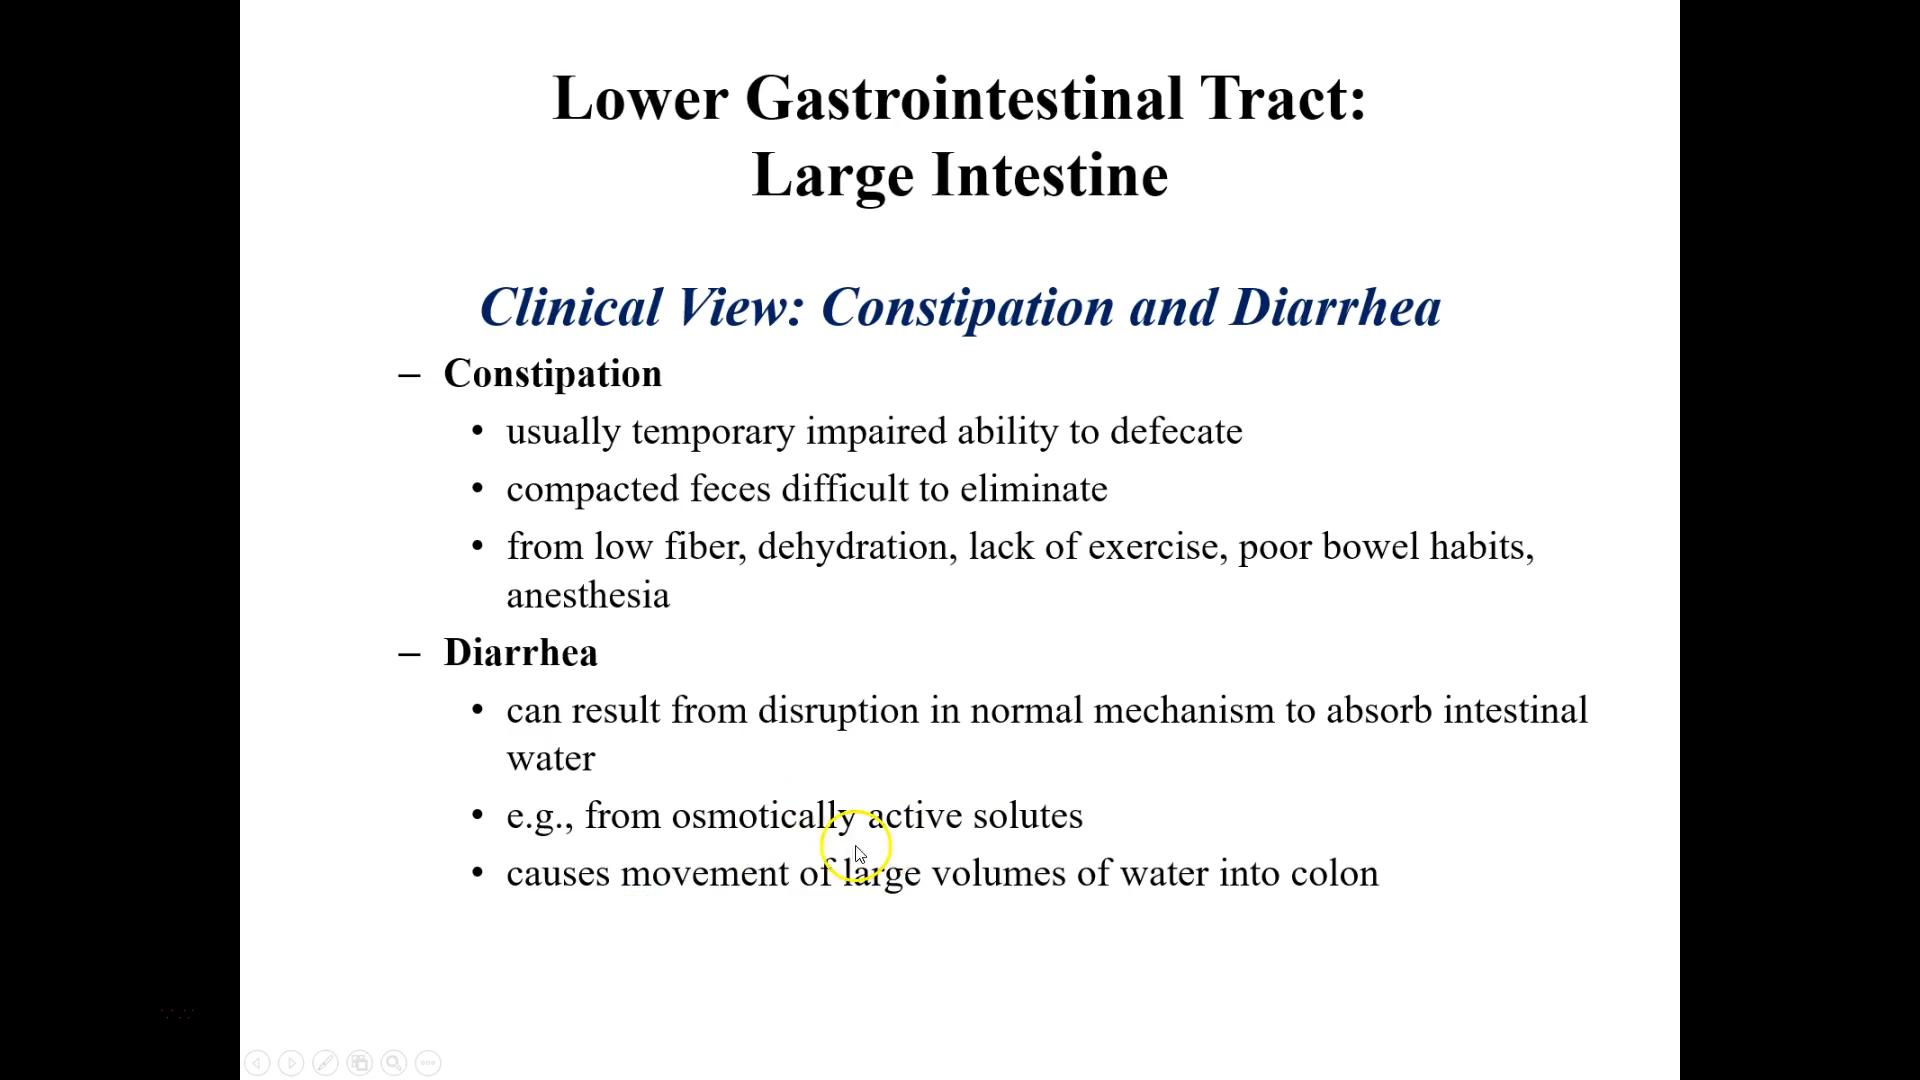 Lower Gastrointestinal Tract:
Large Intestine
Clinical View: Constipation and Diarrhea
– Constipation
• usually temporary impaired ability to defecate
• compacted feces difficult to eliminate
• from low fiber, dehydration, lack of exercise, poor bowel habits,
anesthesia
– Diarrhea
• can result from disruption in normal mechanism to absorb intestinal
water
• e.g., from osmotically active solutes
• causes movement of large volumes of water into colon